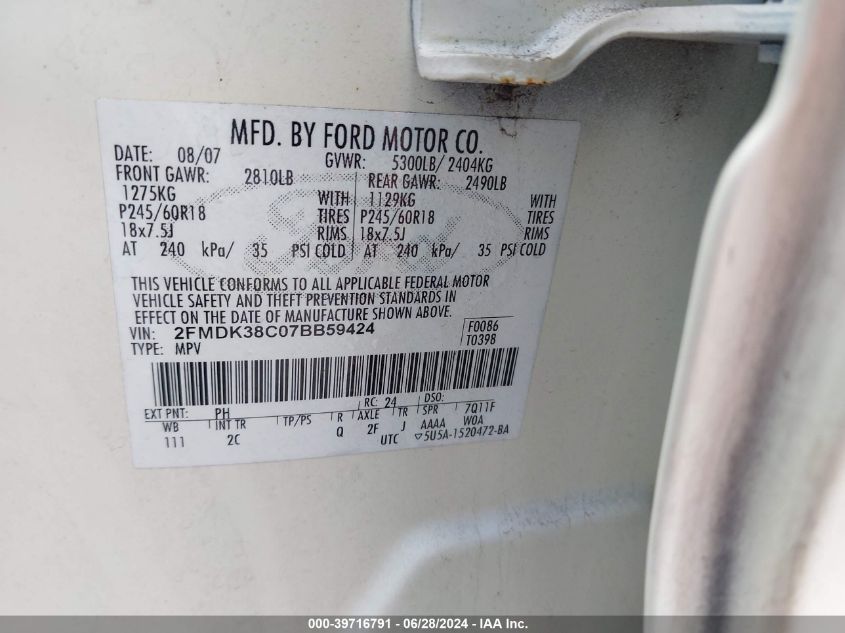 MFD. BY FORD MOTOR CO.
DATE: 08/07 GVWR: 5300LB/ 2404KG
FRONT GAWR: 2810LB REAR GAWR: 2490LB
1275KG WITH 1129KG WITH
P245/60R18 TIRES P245/60R18 TIRES
18x7.5J RIMS 18x7.5J RIMS
AT 240 kPa/ 35 PSI COLD AT 240 kPa/ 35 PSI COLD
THIS VEHICLE CONFORMS TO ALL APPLICABLE FEDERAL MOTOR
VEHICLE SAFETY AND THEFT PREVENTION STANDARDS IN
EFFECT ON THE DATE OF MANUFACTURE SHOWN ABOVE.
VIN: 2FMDK38C07BB59424 F0086
TYPE: MPV T0398
RC: 24 DSO:
EXT PNT: PH 7Q11F
WB INT TR TP/PS R AXLE TR SPR W0A
111 2C Q 2F J AAAA
UTC ▽5U5A-1520472-BA
Ford
000-39716791 - 06/28/2024 - IAA Inc.